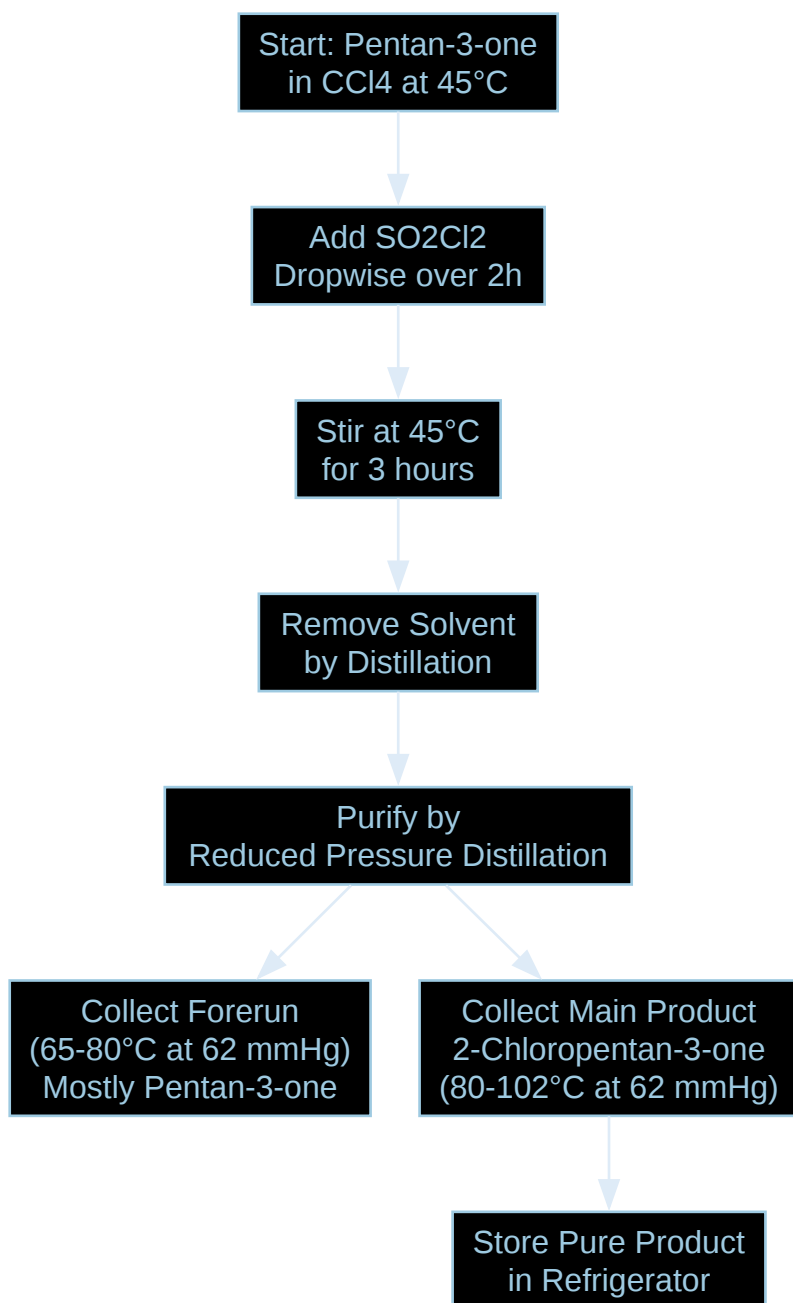 Start: Pentan-3-one
in CCl4 at 45°C
Add SO2Cl2
Dropwise over 2h
Stir at 45°C
for 3 hours
Remove Solvent
by Distillation
Purify by
Reduced Pressure Distillation
Collect Forerun
(65-80°C at 62 mmHg)
Mostly Pentan-3-one
Collect Main Product
2-Chloropentan-3-one
(80-102°C at 62 mmHg)
Store Pure Product
in Refrigerator